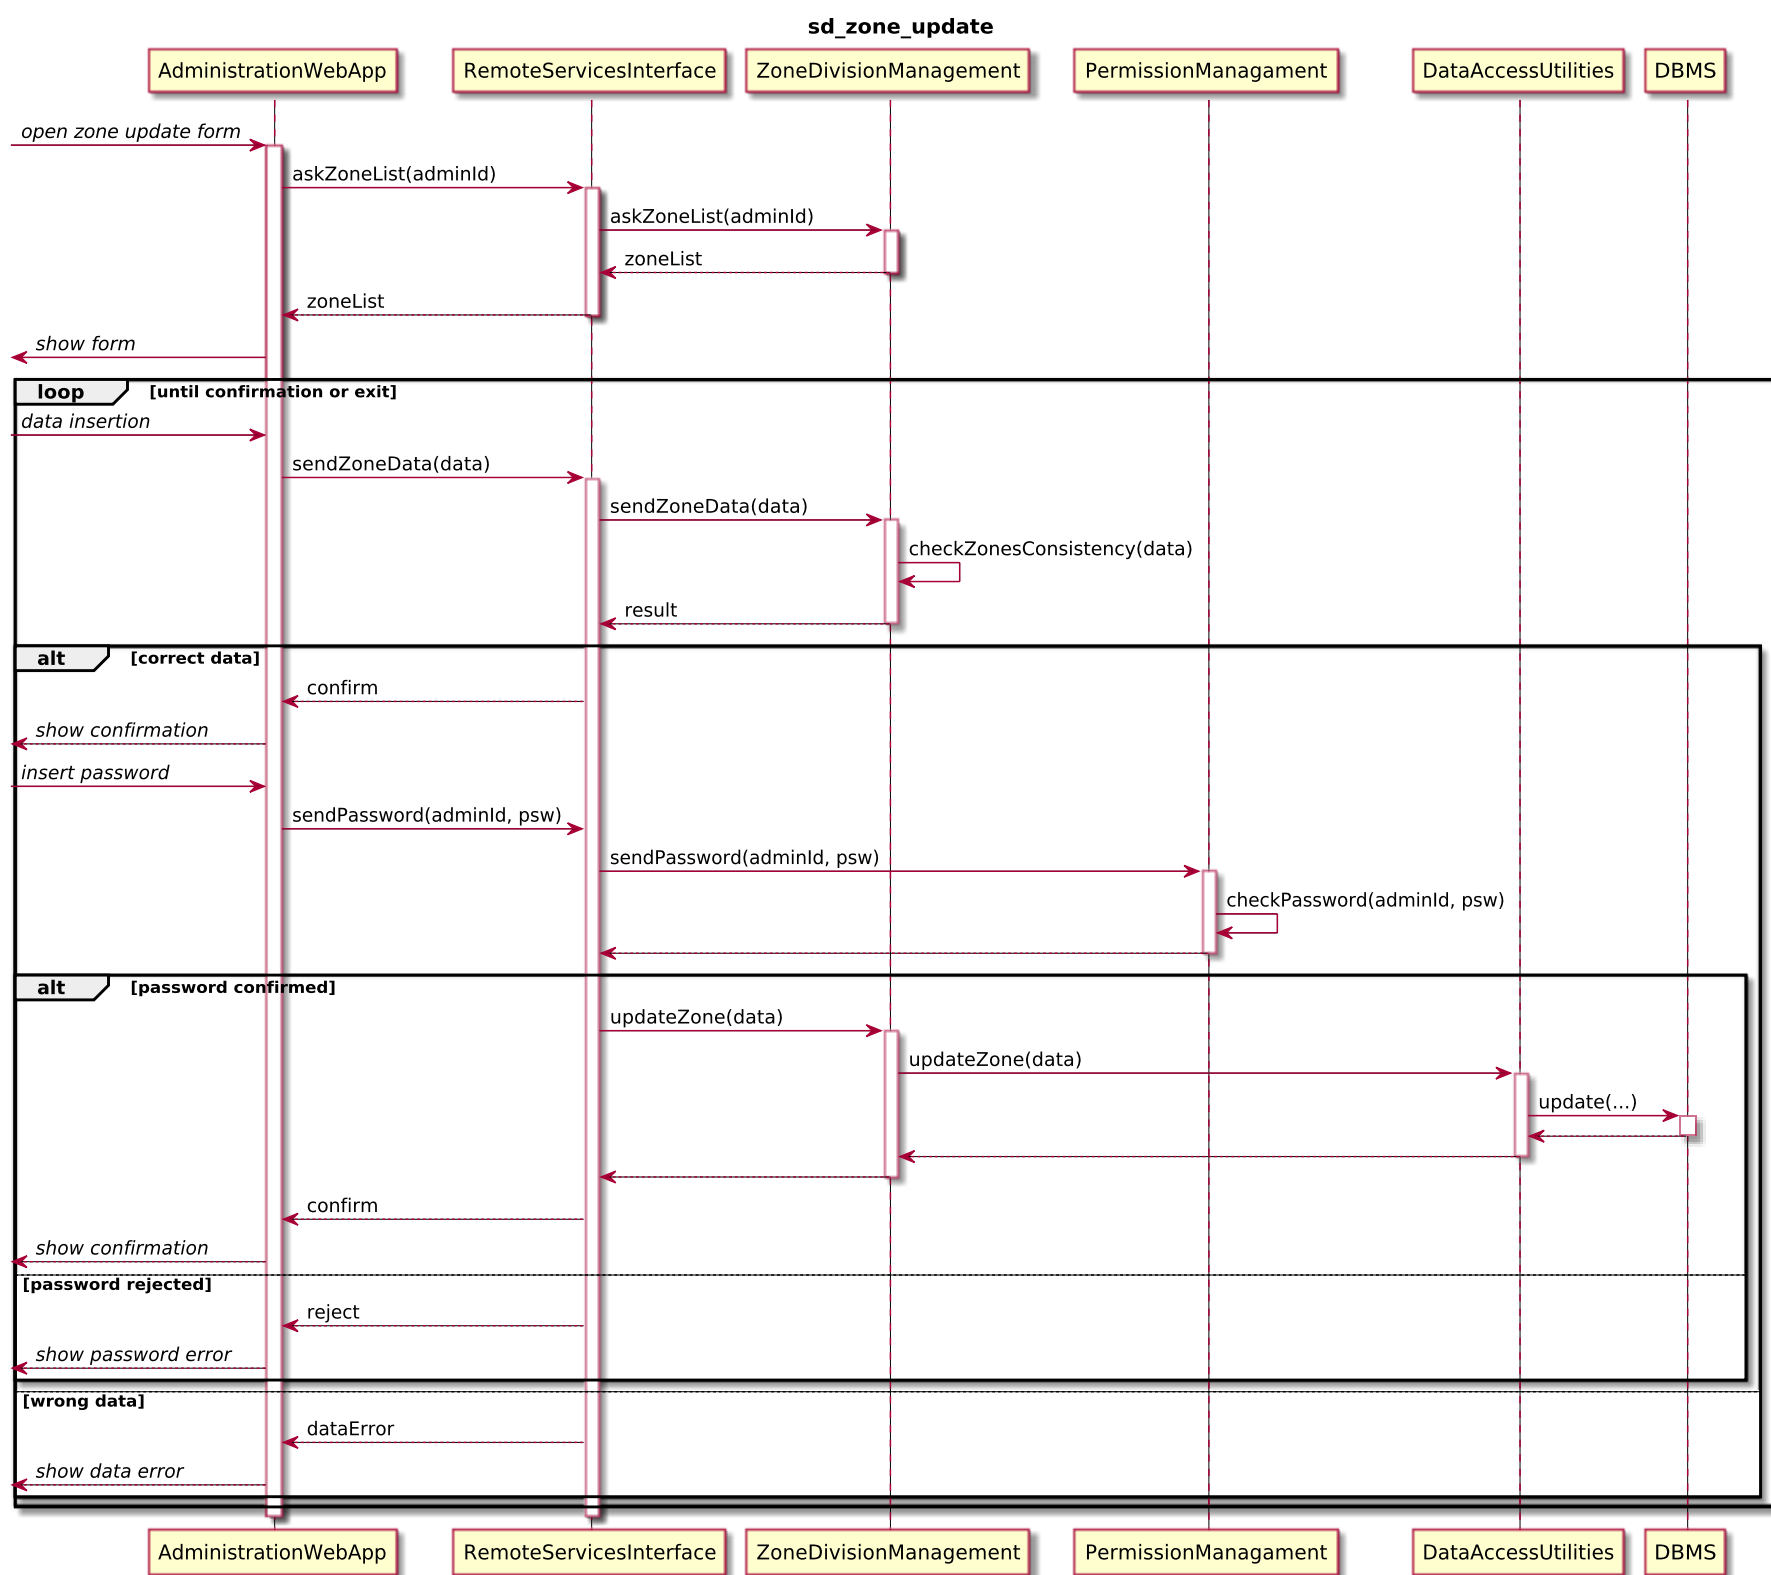 sd_zone_update
AdministrationWebApp RemoteServicesInterface ZoneDivisionManagement PermissionManagament DataAccessUtilities DBMS
open zone update form
askZoneList(adminId)
askZoneList(adminId)
zoneList
zoneList
show form
loop [until confirmation or exit]
data insertion
sendZoneData(data)
sendZoneData(data)
checkZonesConsistency(data)
result
alt [correct data]
confirm
show confirmation
insert password
sendPassword(adminId, psw)
sendPassword(adminId, psw)
checkPassword(adminId, psw)
alt [password confirmed]
updateZone(data)
updateZone(data)
update(...)
confirm
show confirmation
[password rejected]
reject
show password error
[wrong data]
dataError
show data error
AdministrationWebApp RemoteServicesInterface ZoneDivisionManagement PermissionManagament DataAccessUtilities DBMS